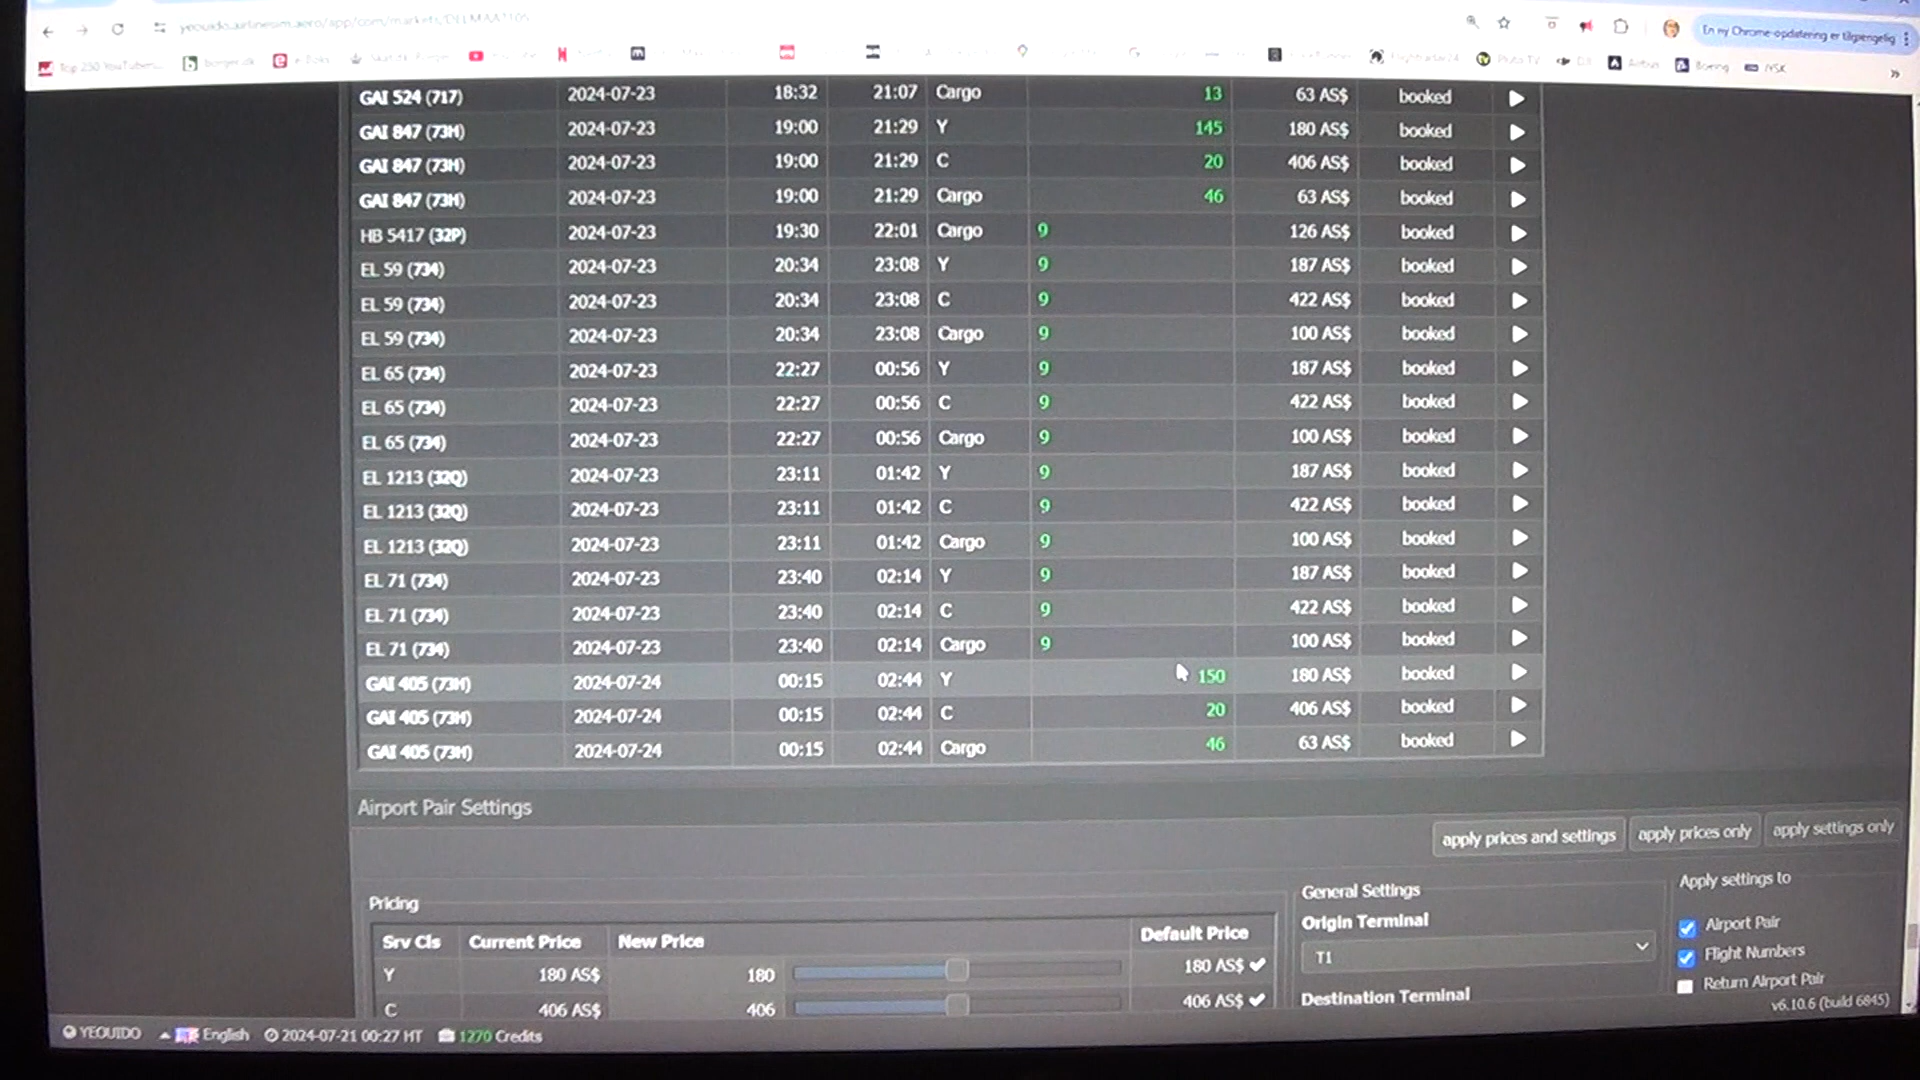 En ny Chrome-opdatering er tilgængelig
Top 250 YouTubers... borger.dk e-Boks Pluto TV Airbus Boeing
GAI 524 (717) 2024-07-23 18:32 21:07 Cargo 13 63 AS$ booked
GAI 847 (73H) 2024-07-23 19:00 21:29 Y 145 180 AS$ booked
GAI 847 (73H) 2024-07-23 19:00 21:29 C 20 406 AS$ booked
GAI 847 (73H) 2024-07-23 19:00 21:29 Cargo 46 63 AS$ booked
HB 5417 (32P) 2024-07-23 19:30 22:01 Cargo 9 126 AS$ booked
EL 59 (734) 2024-07-23 20:34 23:08 Y 9 187 AS$ booked
EL 59 (734) 2024-07-23 20:34 23:08 C 9 422 AS$ booked
EL 59 (734) 2024-07-23 20:34 23:08 Cargo 9 100 AS$ booked
EL 65 (734) 2024-07-23 22:27 00:56 Y 9 187 AS$ booked
EL 65 (734) 2024-07-23 22:27 00:56 C 9 422 AS$ booked
EL 65 (734) 2024-07-23 22:27 00:56 Cargo 9 100 AS$ booked
EL 1213 (32Q) 2024-07-23 23:11 01:42 Y 9 187 AS$ booked
EL 1213 (32Q) 2024-07-23 23:11 01:42 C 9 422 AS$ booked
EL 1213 (32Q) 2024-07-23 23:11 01:42 Cargo 9 100 AS$ booked
EL 71 (734) 2024-07-23 23:40 02:14 Y 9 187 AS$ booked
EL 71 (734) 2024-07-23 23:40 02:14 C 9 422 AS$ booked
EL 71 (734) 2024-07-23 23:40 02:14 Cargo 9 100 AS$ booked
GAI 405 (73H) 2024-07-24 00:15 02:44 Y 150 180 AS$ booked
GAI 405 (73H) 2024-07-24 00:15 02:44 C 20 406 AS$ booked
GAI 405 (73H) 2024-07-24 00:15 02:44 Cargo 46 63 AS$ booked
Airport Pair Settings
apply prices and settings apply prices only apply settings only
Pricing
Srv Cls Current Price New Price Default Price
Y 180 AS$ 180 180 AS$
C 406 AS$ 406 406 AS$
General Settings
Origin Terminal
T1
Destination Terminal
Apply settings to
Airport Pair
Flight Numbers
Return Airport Pair
v6.10.6 (build 6845)
YEOUIDO English 2024-07-21 00:27 HT 1270 Credits